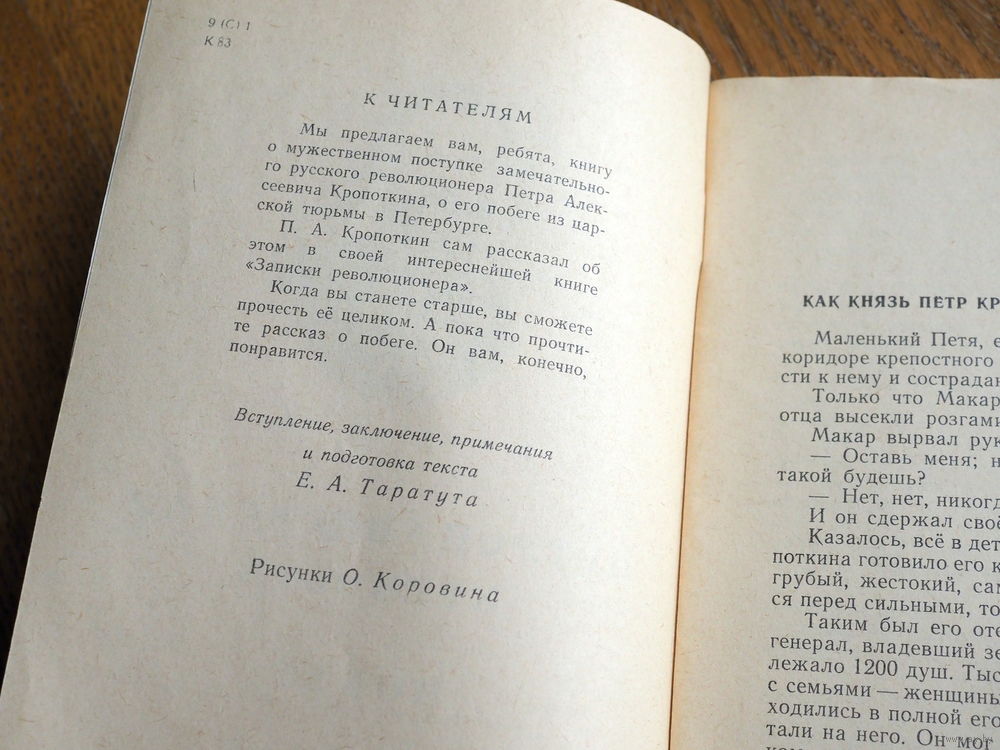 9 (С) 1
К 83
К ЧИТАТЕЛЯМ
Мы предлагаем вам, ребята, книгу
о мужественном поступке замечательно-
го русского революционера Петра Алек-
сеевича Кропоткина, о его побеге из цар-
ской тюрьмы в Петербурге.
П. А. Кропоткин сам рассказал об
этом в своей интереснейшей книге
«Записки революционера».
Когда вы станете старше, вы сможете
прочесть её целиком. А пока что прочти-
те рассказ о побеге. Он вам, конечно,
понравится.
Вступление, заключение, примечания
и подготовка текста
Е. А. Таратута
Рисунки О. Коровина
КАК КНЯЗЬ ПЁТР КР
Маленький Петя, е
коридоре крепостного
сти к нему и сострадан
Только что Макар
отца высекли розгами
Макар вырвал рук
— Оставь меня; н
такой будешь?
— Нет, нет, никогд
И он сдержал своё
Казалось, всё в дет
поткина готовило его к
грубый, жестокий, сам
ся перед сильными, то
Таким был его оте
генерал, владевший зе
лежало 1200 душ. Тыс
с семьями — женщины
ходились в полной его
тали на него. Он мог